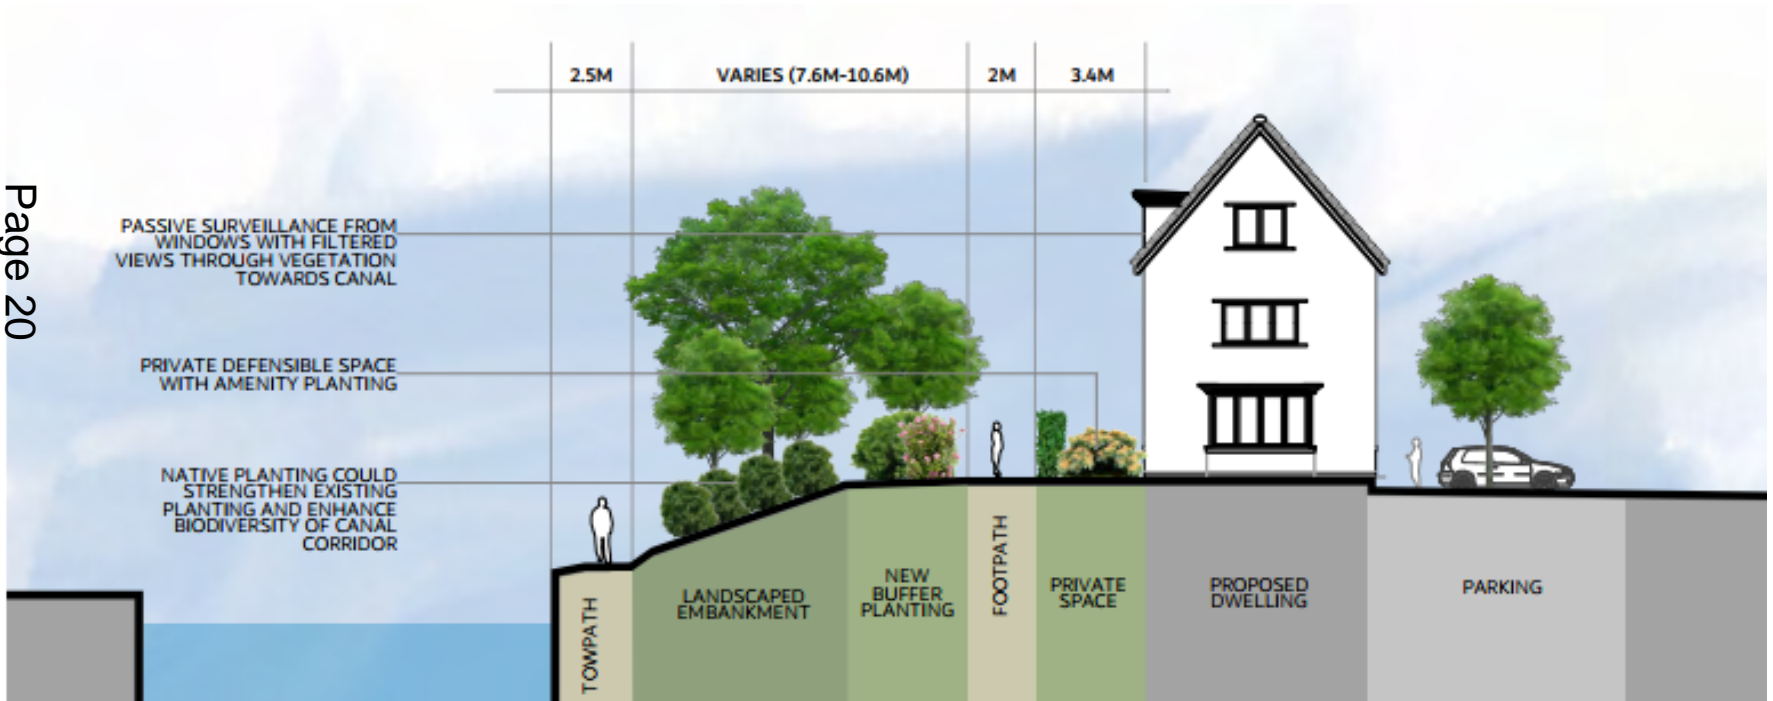 2.5M
VARIES (7.6M-10.6M)
2M
3.4M
Page 20
PASSIVE SURVEILLANCE FROM
WINDOWS WITH FILTERED
VIEWS THROUGH VEGETATION
TOWARDS CANAL
PRIVATE DEFENSIBLE SPACE
WITH AMENITY PLANTING
NATIVE PLANTING COULD
STRENGTHEN EXISTING
PLANTING AND ENHANCE
BIODIVERSITY OF CANAL
CORRIDOR
TOWPATH
LANDSCAPED
EMBANKMENT
NEW
BUFFER
PLANTING
FOOTPATH
PRIVATE
SPACE
PROPOSED
DWELLING
PARKING